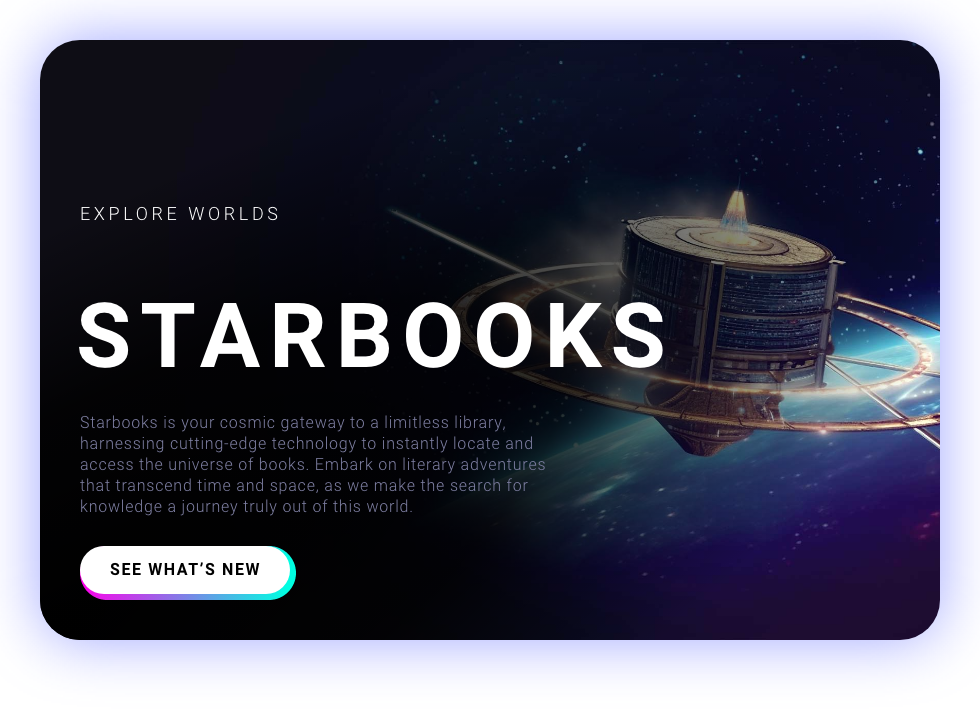 EXPLORE WORLDS
STARBOOKS
Starbooks is your cosmic gateway to a limitless library,
harnessing cutting-edge technology to instantly locate and
access the universe of books. Embark on literary adventures
that transcend time and space, as we make the search for
knowledge a journey truly out of this world.
SEE WHAT’S NEW